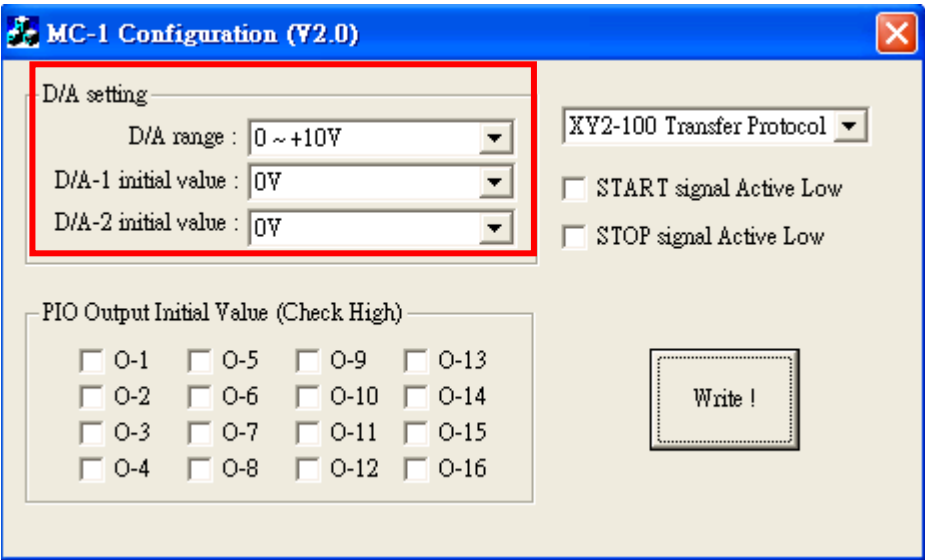 MC-1 Configuration (V2.0)
D/A setting
D/A range : 0 ~ +10V
D/A-1 initial value : 0V
D/A-2 initial value : 0V
XY2-100 Transfer Protocol
START signal Active Low
STOP signal Active Low
PIO Output Initial Value (Check High)
O-1 O-5 O-9 O-13
O-2 O-6 O-10 O-14
O-3 O-7 O-11 O-15
O-4 O-8 O-12 O-16
Write !